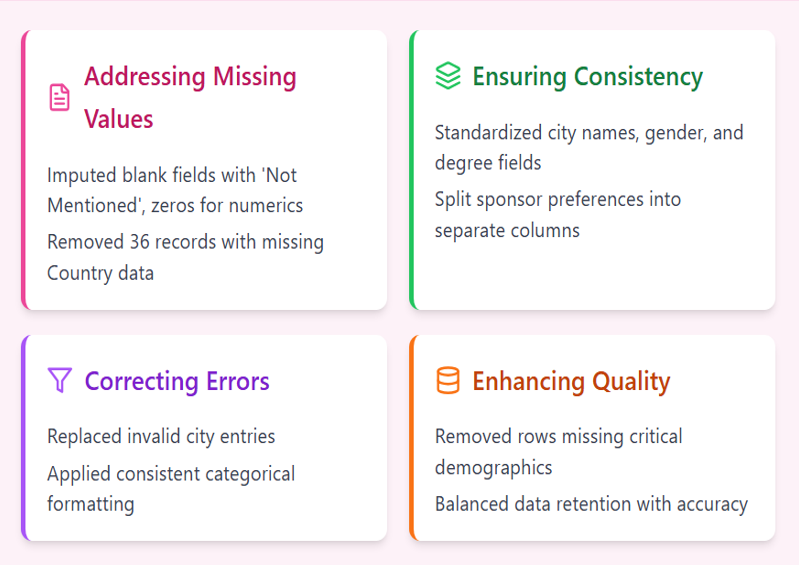 Addressing Missing
Values
Imputed blank fields with 'Not
Mentioned', zeros for numerics
Removed 36 records with missing
Country data
Ensuring Consistency
Standardized city names, gender, and
degree fields
Split sponsor preferences into
separate columns
Correcting Errors
Replaced invalid city entries
Applied consistent categorical
formatting
Enhancing Quality
Removed rows missing critical
demographics
Balanced data retention with accuracy